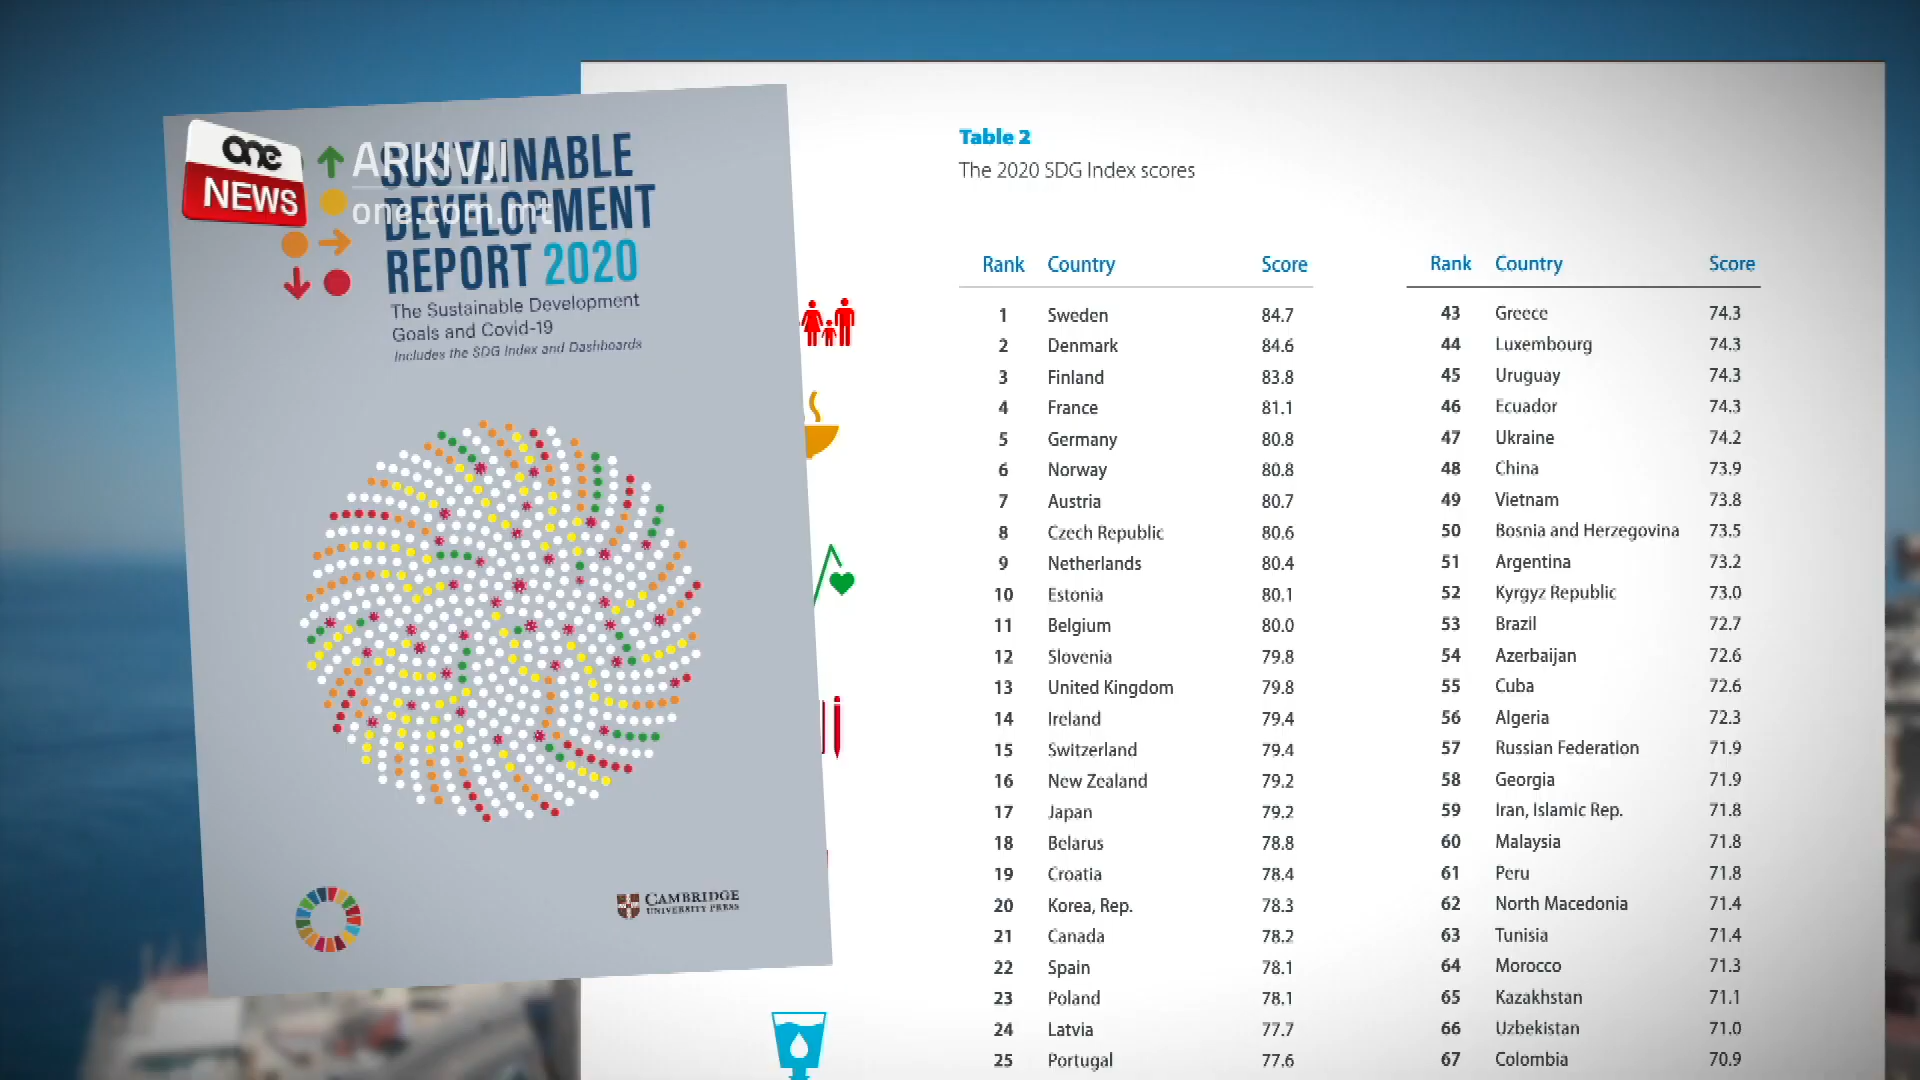 one
NEWS
ARKIVJI
one.com.mt
SUSTAINABLE
DEVELOPMENT
REPORT 2020
The Sustainable Development
Goals and Covid-19
Includes the SDG Index and Dashboards
CAMBRIDGE
UNIVERSITY PRESS
Table 2
The 2020 SDG Index scores
Rank Country Score
1 Sweden 84.7
2 Denmark 84.6
3 Finland 83.8
4 France 81.1
5 Germany 80.8
6 Norway 80.8
7 Austria 80.7
8 Czech Republic 80.6
9 Netherlands 80.4
10 Estonia 80.1
11 Belgium 80.0
12 Slovenia 79.8
13 United Kingdom 79.8
14 Ireland 79.4
15 Switzerland 79.4
16 New Zealand 79.2
17 Japan 79.2
18 Belarus 78.8
19 Croatia 78.4
20 Korea, Rep. 78.3
21 Canada 78.2
22 Spain 78.1
23 Poland 78.1
24 Latvia 77.7
25 Portugal 77.6
Rank Country Score
43 Greece 74.3
44 Luxembourg 74.3
45 Uruguay 74.3
46 Ecuador 74.3
47 Ukraine 74.2
48 China 73.9
49 Vietnam 73.8
50 Bosnia and Herzegovina 73.5
51 Argentina 73.2
52 Kyrgyz Republic 73.0
53 Brazil 72.7
54 Azerbaijan 72.6
55 Cuba 72.6
56 Algeria 72.3
57 Russian Federation 71.9
58 Georgia 71.9
59 Iran, Islamic Rep. 71.8
60 Malaysia 71.8
61 Peru 71.8
62 North Macedonia 71.4
63 Tunisia 71.4
64 Morocco 71.3
65 Kazakhstan 71.1
66 Uzbekistan 71.0
67 Colombia 70.9